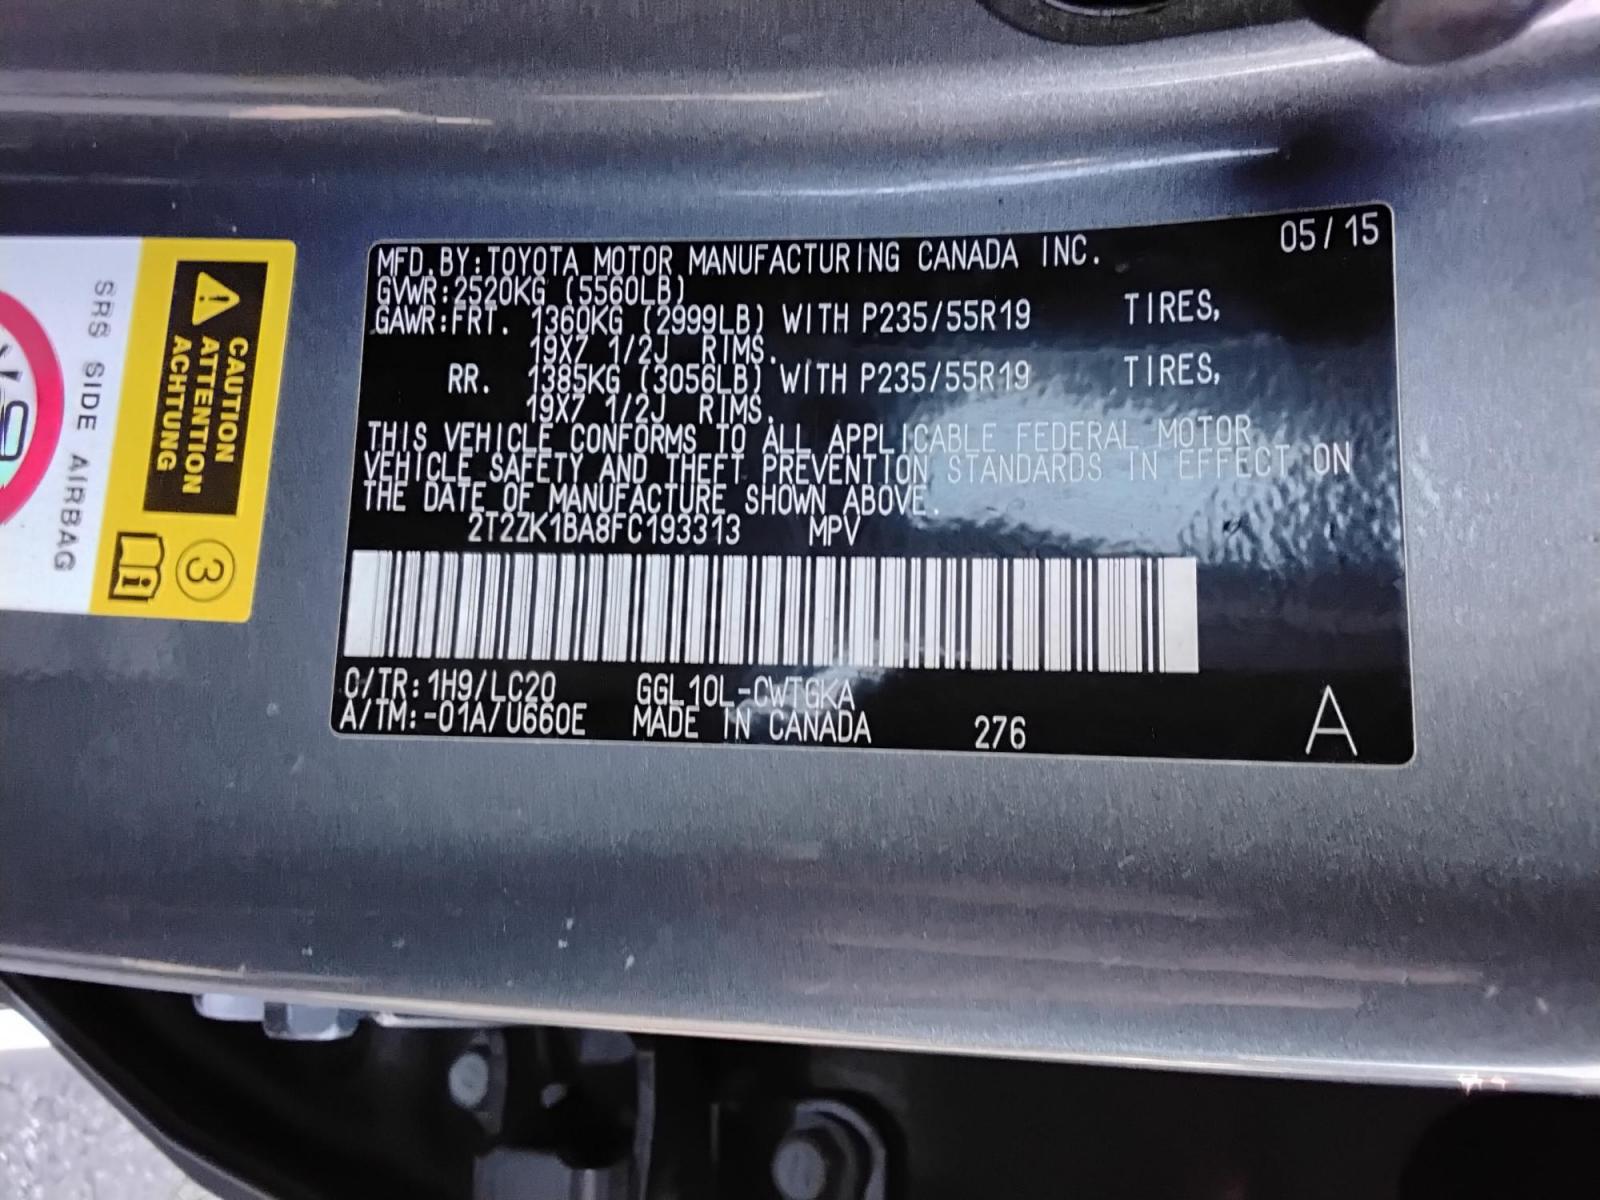 MFD.BY:TOYOTA MOTOR MANUFACTURING CANADA INC. 05/15
GVWR:2520KG (5560LB)
GAWR:FRT. 1360KG (2999LB) WITH P235/55R19 TIRES,
19X7 1/2J RIMS.
RR. 1385KG (3056LB) WITH P235/55R19 TIRES,
19X7 1/2J RIMS.
THIS VEHICLE CONFORMS TO ALL APPLICABLE FEDERAL MOTOR
VEHICLE SAFETY AND THEFT PREVENTION STANDARDS IN EFFECT ON
THE DATE OF MANUFACTURE SHOWN ABOVE.
2T2ZK1BA8FC193313 MPV
C/TR:1H9/LC20 GGL10L-CWTGKA
A/TM:-01A/U660E MADE IN CANADA 276 A
CAUTION
ATTENTION
ACHTUNG
3
SRS SIDE AIRBAG